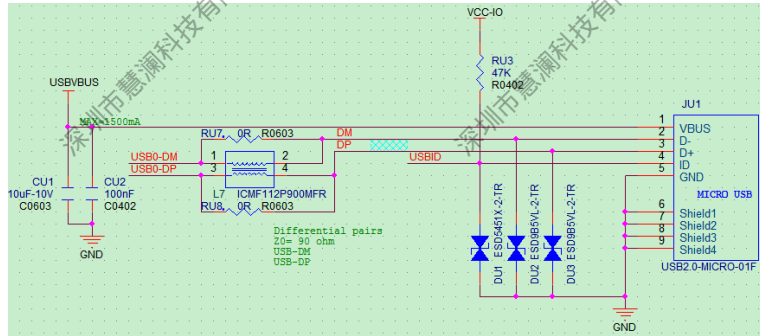 深圳市慧澜科技有
深圳市慧澜科技有
VCC-IO
RU3
47K
R0402
USBVBUS
MAX=1500mA
JU1
1 VBUS
2 D-
3 D+
4 ID
5 GND
MICRO USB
6 Shield1
7 Shield2
8 Shield3
9 Shield4
USB2.0-MICRO-01F
RU7 0R R0603
DM
DP
USBID
USB0-DM 1 2
USB0-DP 3 4
L7 ICMF112P900MFR
RU8 0R R0603
CU1
10uF-10V
C0603
CU2
100nF
C0402
GND
Differential pairs
Z0= 90 ohm
USB-DM
USB-DP
DU1 ESD5451X-2-TR
DU2 ESD9B5VL-2-TR
DU3 ESD9B5VL-2-TR
GND